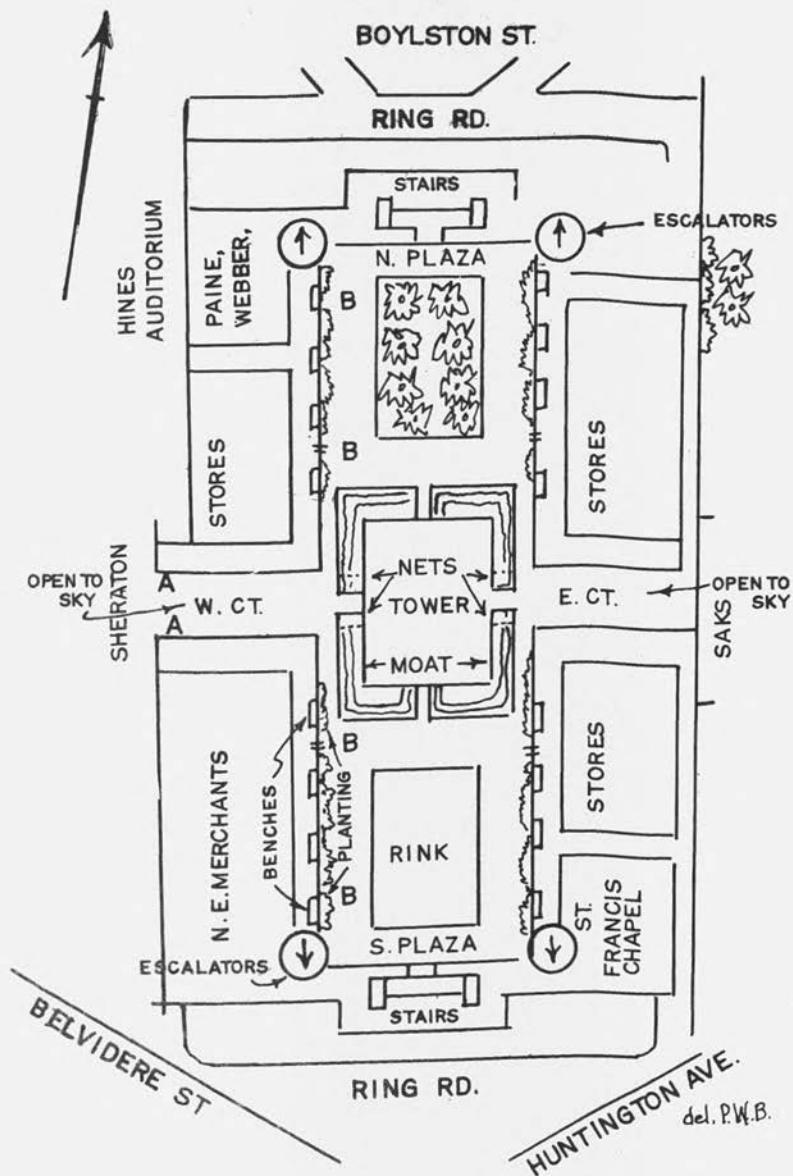 BOYLSTON ST.
RING RD.
STAIRS
ESCALATORS
N. PLAZA
HINES
AUDITORIUM
PAINE,
WEBBER,
B
B
STORES
STORES
OPEN TO
SKY
SHERATON
A
W. CT.
A
NETS
TOWER
MOAT
E. CT.
OPEN TO
SKY
SAKS
N. E. MERCHANTS
BENCHES
PLANTING
B
B
STORES
RINK
S. PLAZA
ST.
FRANCIS
CHAPEL
ESCALATORS
STAIRS
BELVIDERE ST
RING RD.
HUNTINGTON AVE.
del. P.W.B.